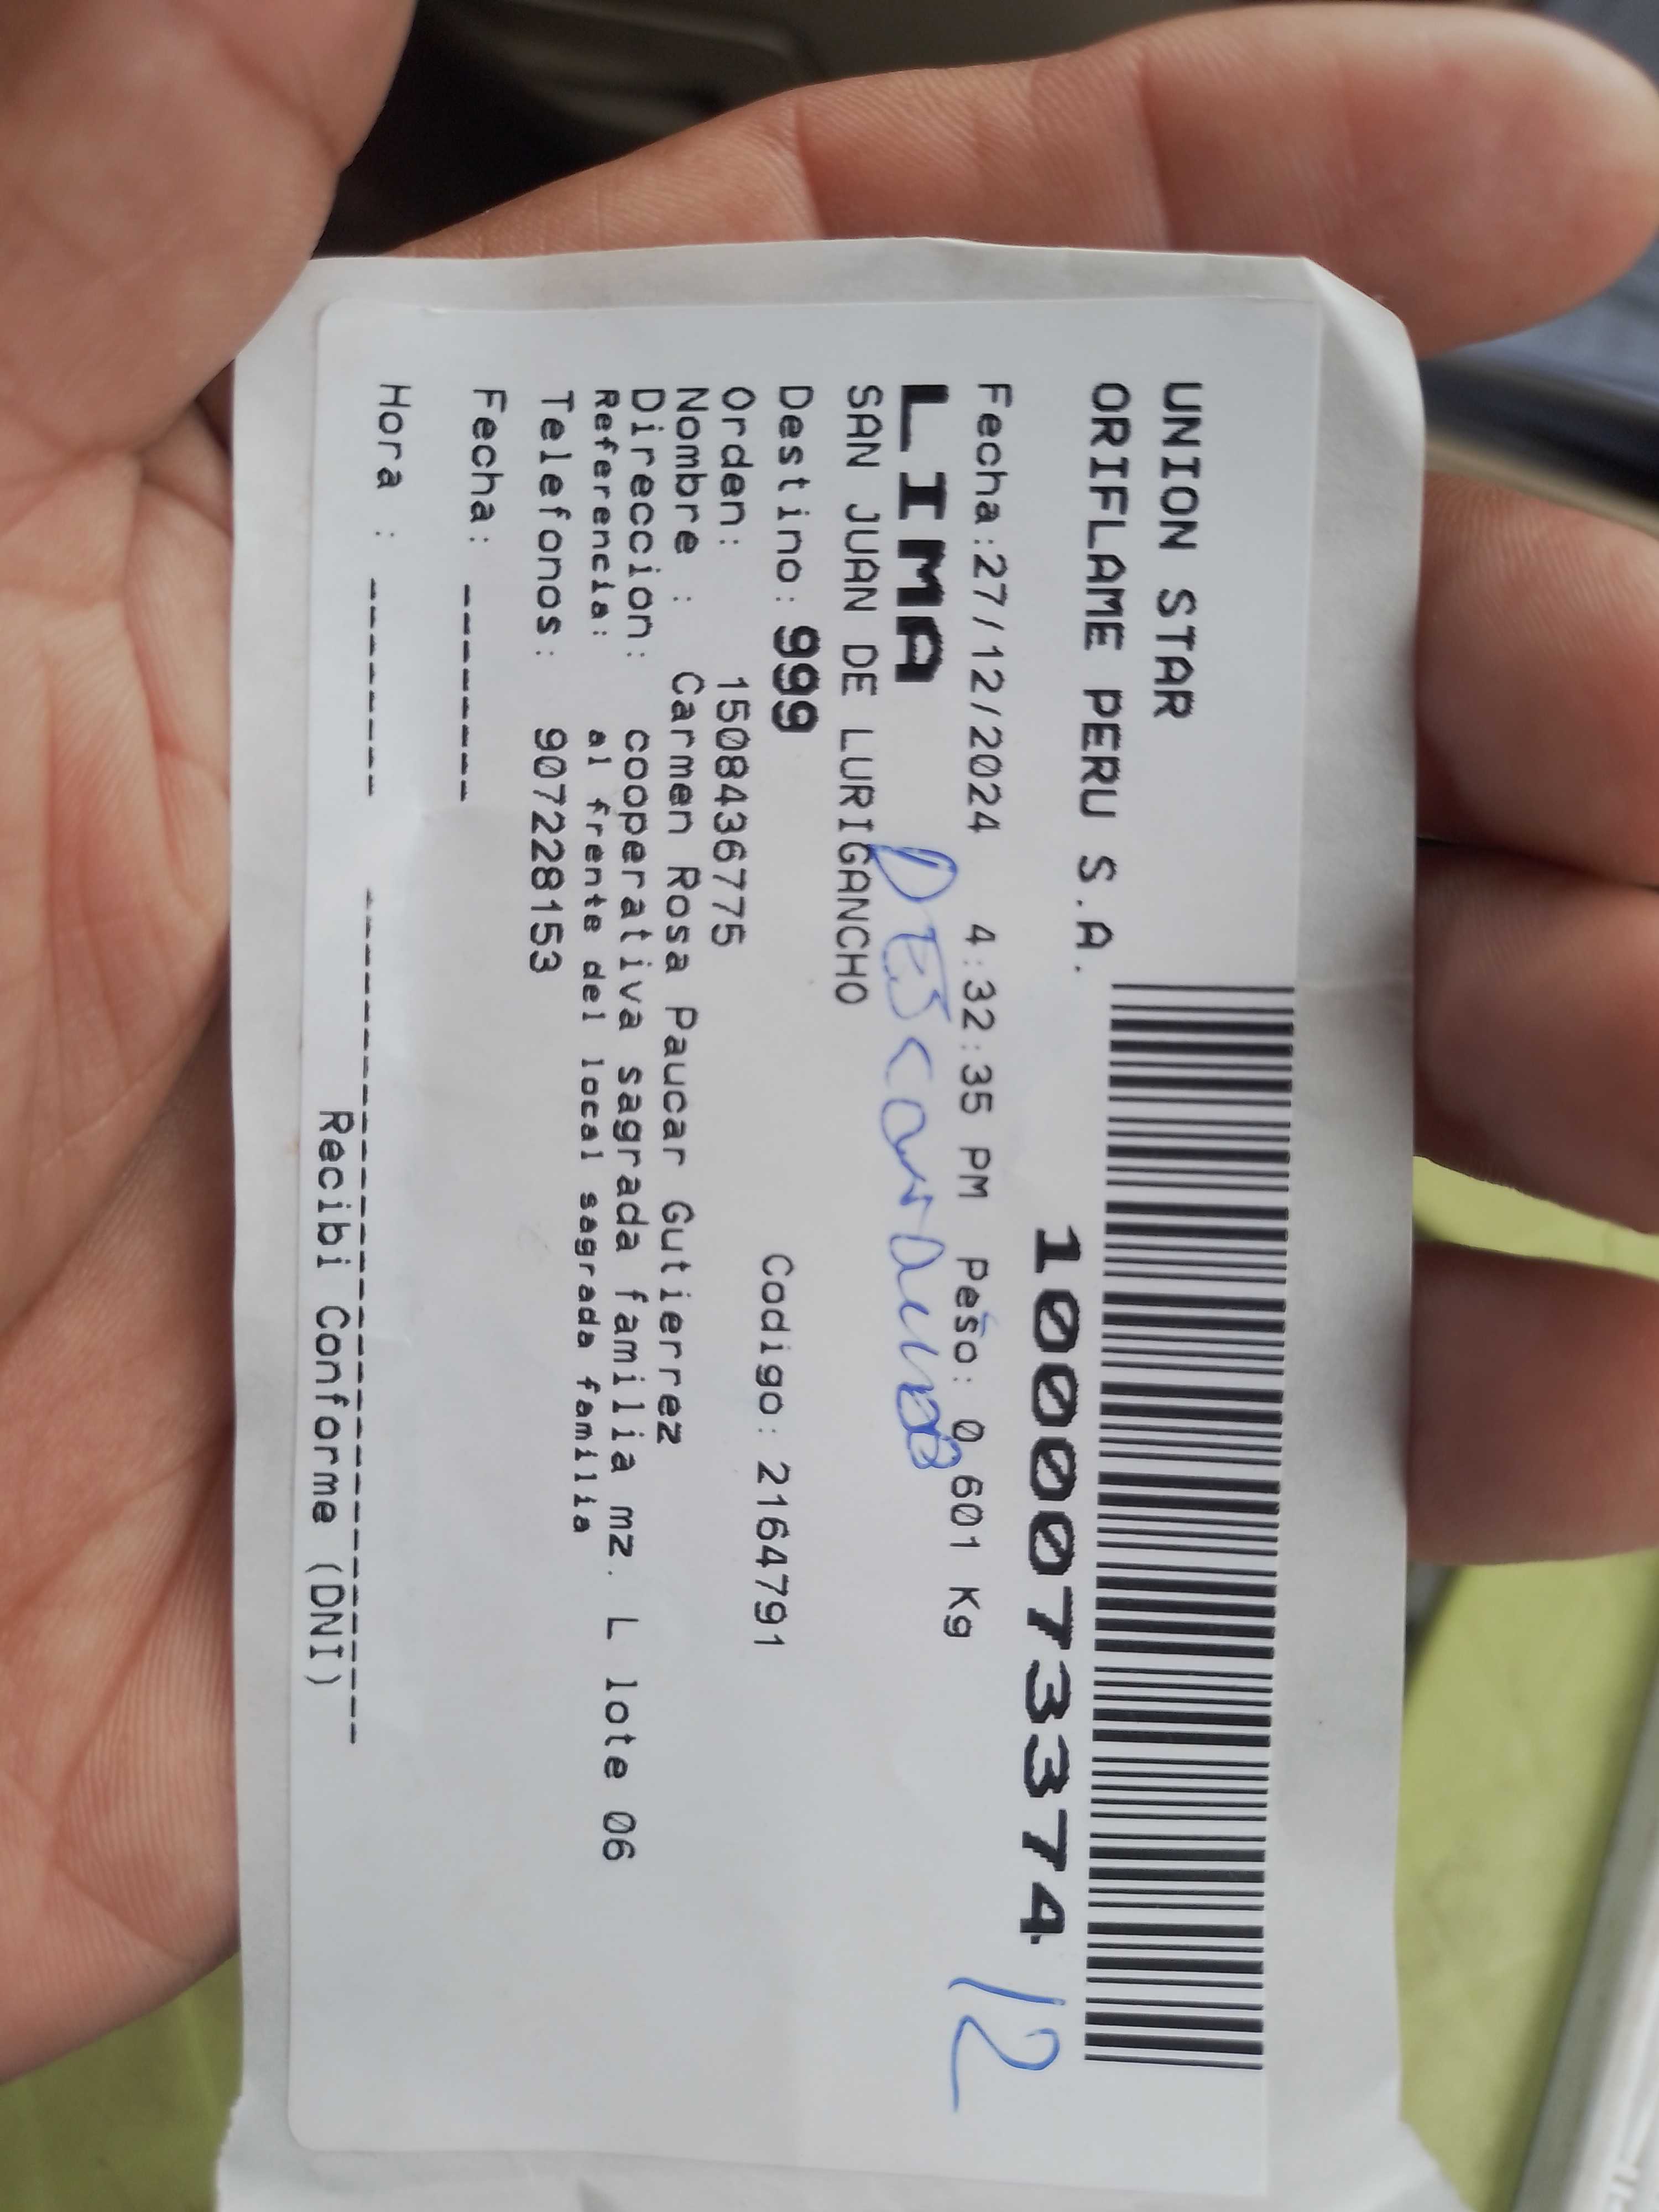 UNION STAR
ORIFLAME PERU S.A.
1000073374
12
Fecha:27/12/2024 4:32:35 PM Peso: 0.601 Kg
LIMA
SAN JUAN DE LURIGANCHO
Destino: 999 Codigo: 2164791
Orden: 1508436775
Nombre : Carmen Rosa Paucar Gutierrez
Direccion: cooperativa sagrada familia mz. L lote 06
Referencia: al frente del local sagrada familia
Telefonos: 907228153
Fecha: -------
Hora : -------
Recibi Conforme (DNI)